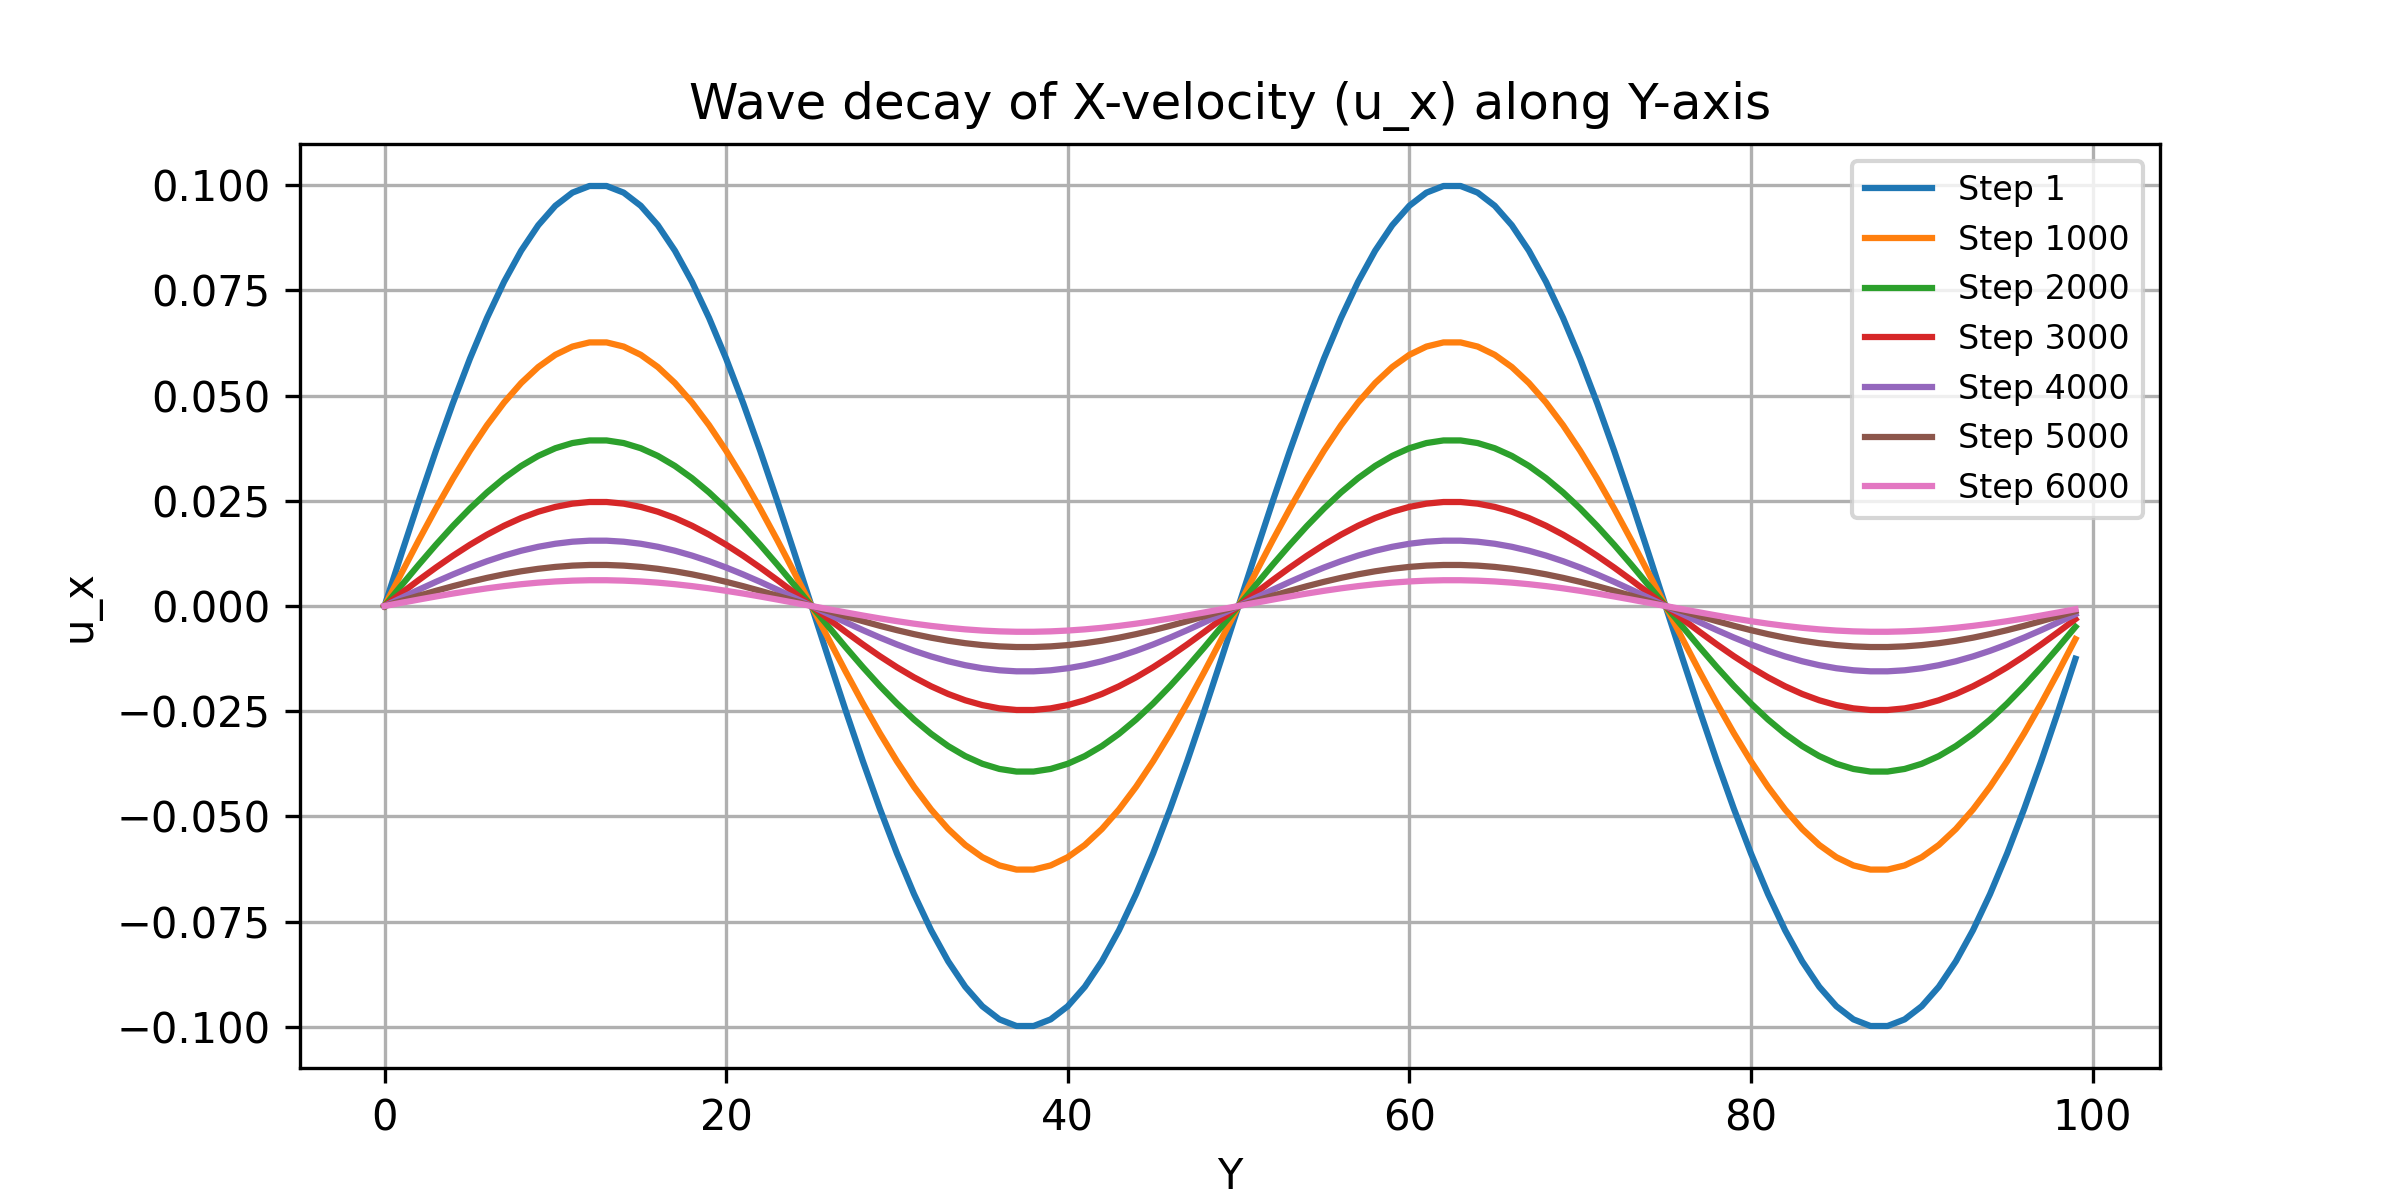 Wave decay of X-velocity (u_x) along Y-axis
0.100
0.075
0.050
0.025
0.000
−0.025
−0.050
−0.075
−0.100
u_x
Step 1
Step 1000
Step 2000
Step 3000
Step 4000
Step 5000
Step 6000
0 20 40 60 80 100
Y